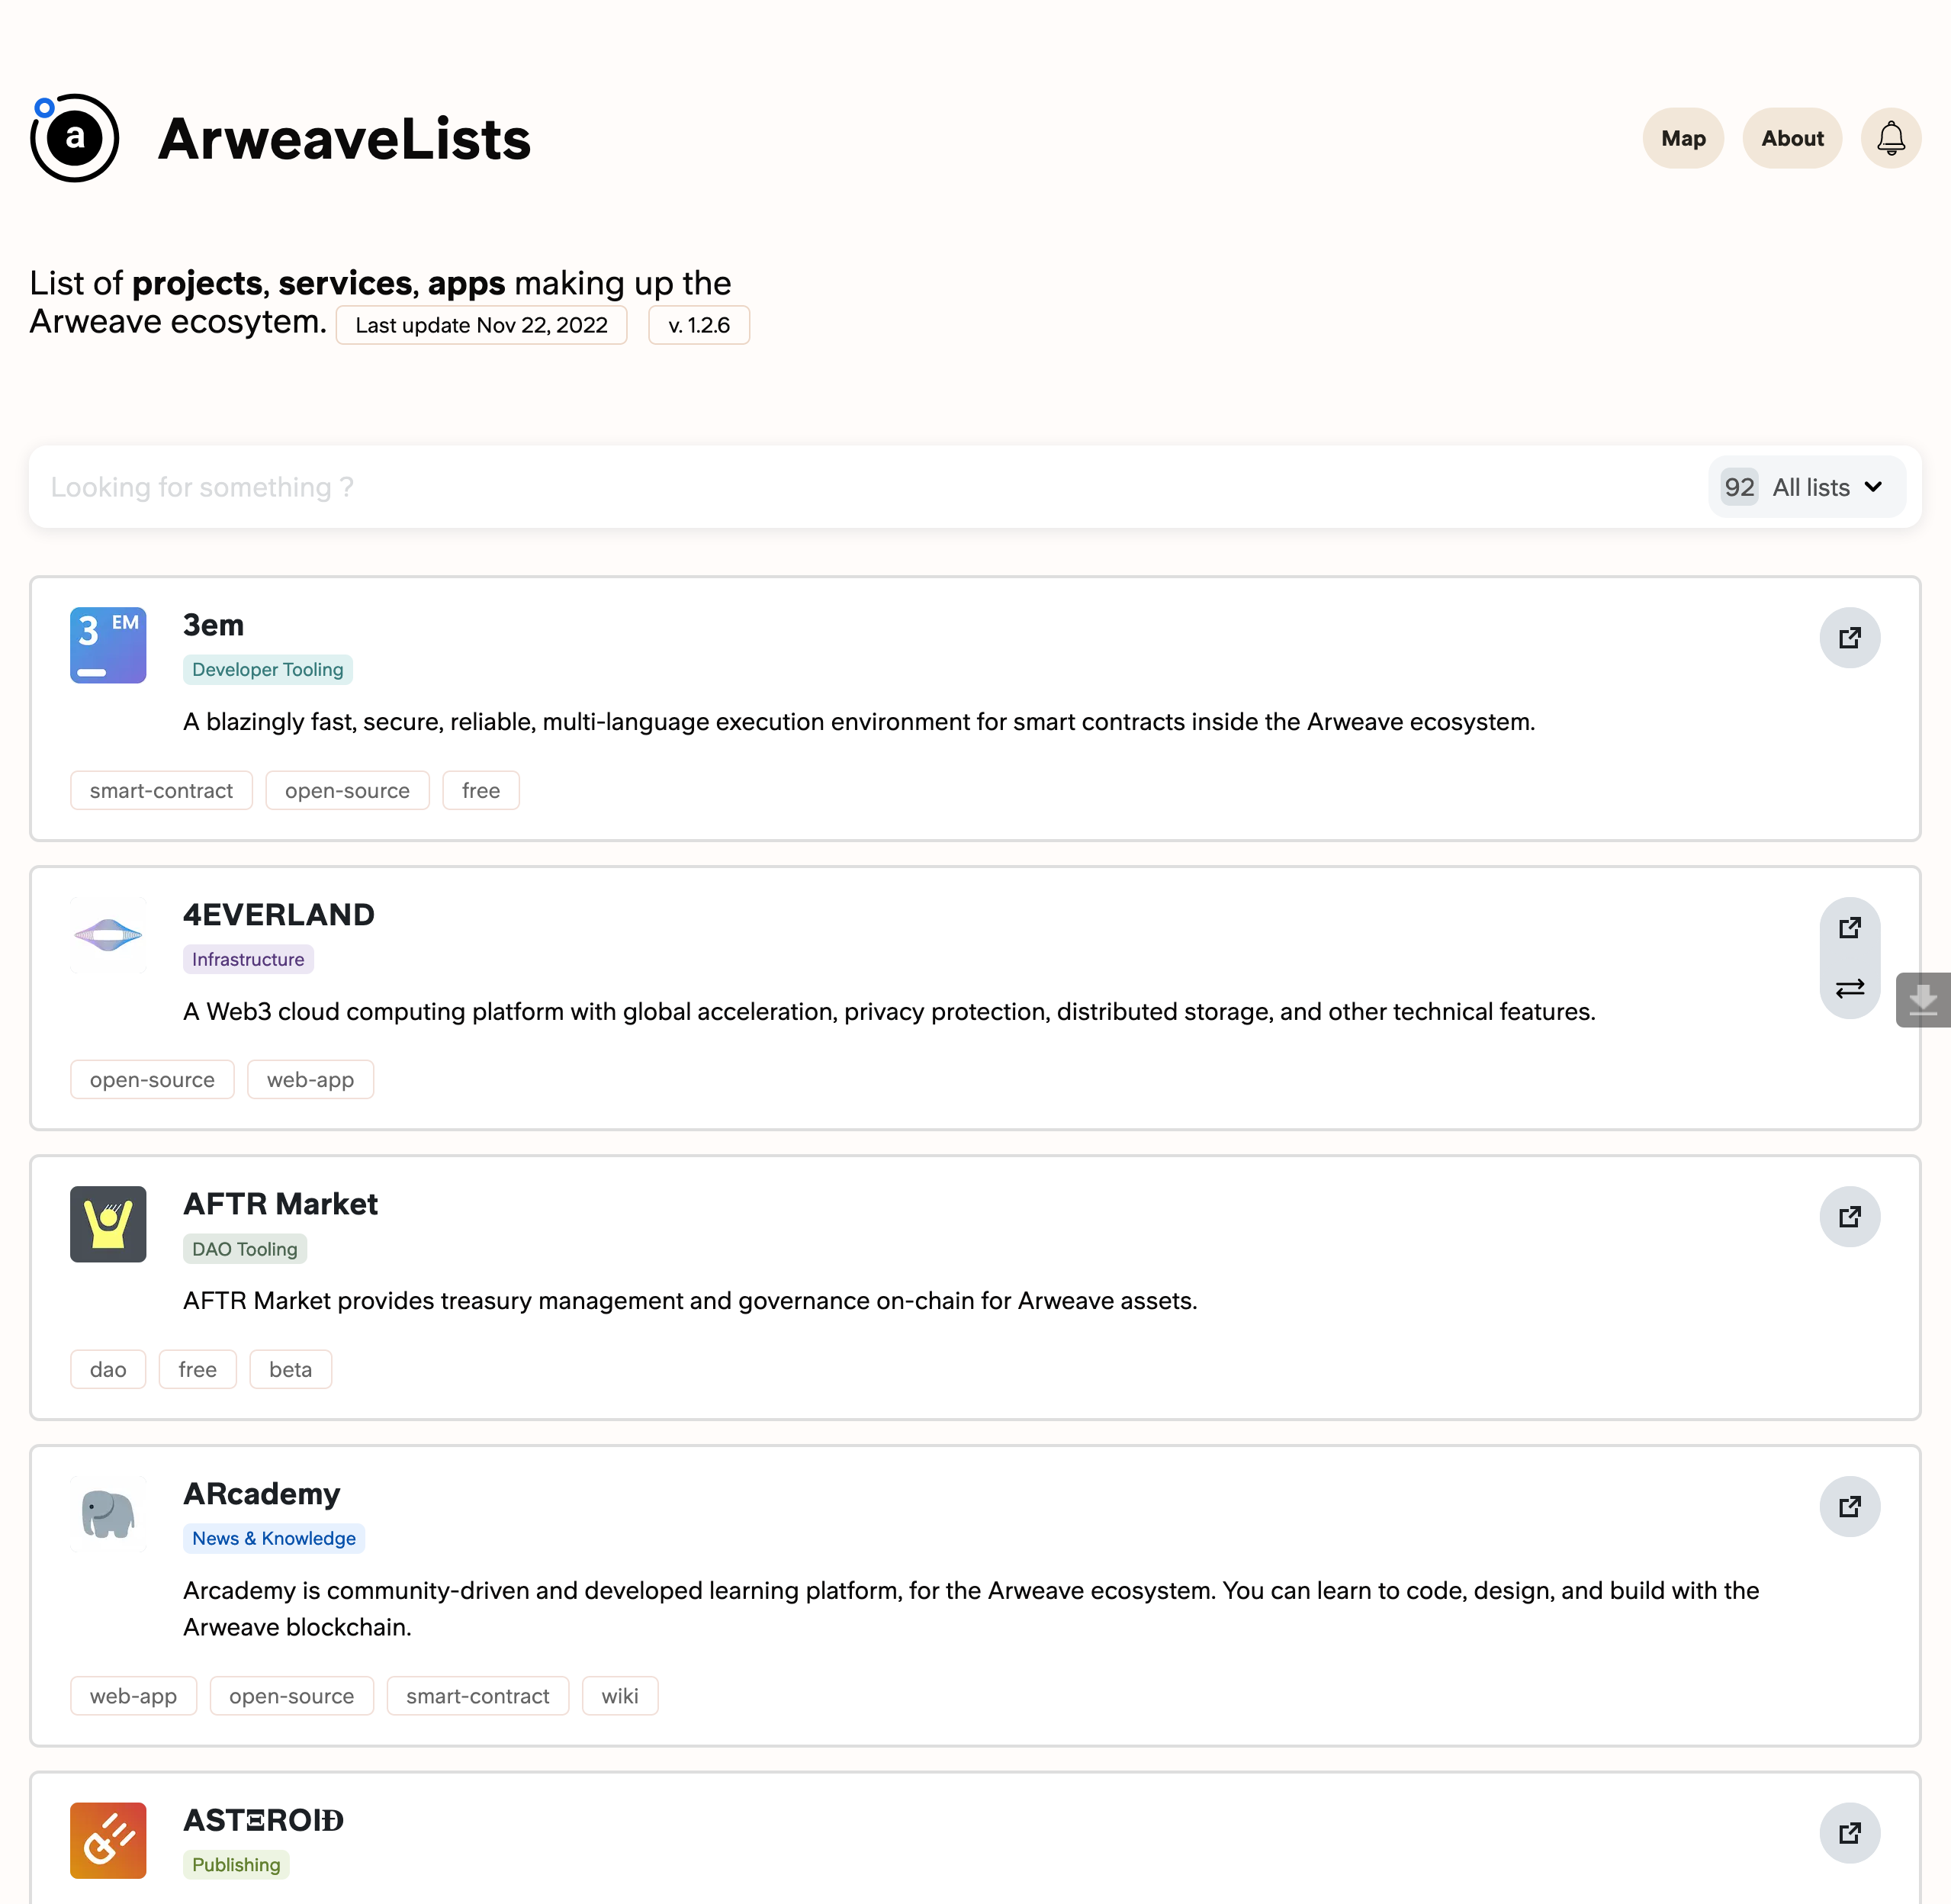 a
ArweaveLists
Map
About
List of projects, services, apps making up the
Arweave ecosytem.
Last update Nov 22, 2022
v. 1.2.6
Looking for something ?
92
All lists
3 EM
3em
Developer Tooling
A blazingly fast, secure, reliable, multi-language execution environment for smart contracts inside the Arweave ecosystem.
smart-contract
open-source
free
4EVERLAND
Infrastructure
A Web3 cloud computing platform with global acceleration, privacy protection, distributed storage, and other technical features.
open-source
web-app
AFTR Market
DAO Tooling
AFTR Market provides treasury management and governance on-chain for Arweave assets.
dao
free
beta
ARcademy
News & Knowledge
Arcademy is community-driven and developed learning platform, for the Arweave ecosystem. You can learn to code, design, and build with the
Arweave blockchain.
web-app
open-source
smart-contract
wiki
ASTΞROIĐ
Publishing